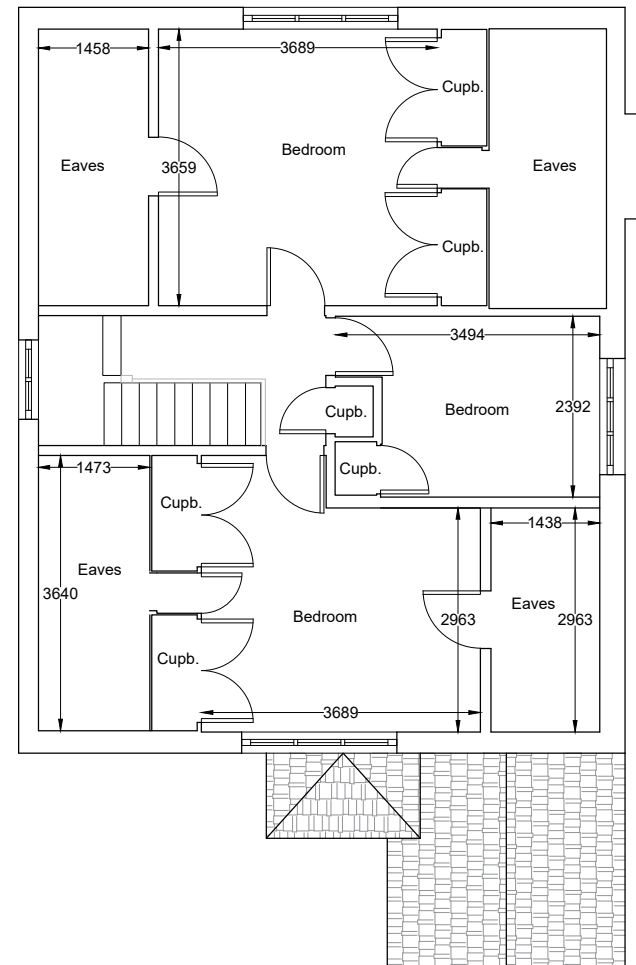 1458
3689
Cupb.
Bedroom
Eaves
3659
Eaves
Cupb.
3494
Cupb.
Bedroom
2392
Cupb.
1473
Cupb.
1438
Eaves
3640
Eaves
Bedroom
2963
2963
Cupb.
3689